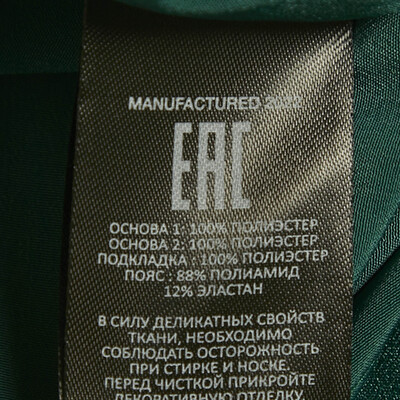 MANUFACTURED 2022
EAC
ОСНОВА 1: 100% ПОЛИЭСТЕР
ОСНОВА 2: 100% ПОЛИЭСТЕР
ПОДКЛАДКА : 100% ПОЛИЭСТЕР
ПОЯС : 88% ПОЛИАМИД
12% ЭЛАСТАН
В СИЛУ ДЕЛИКАТНЫХ СВОЙСТВ
ТКАНИ, НЕОБХОДИМО
СОБЛЮДАТЬ ОСТОРОЖНОСТЬ
ПРИ СТИРКЕ И НОСКЕ.
ПЕРЕД ЧИСТКОЙ ПРИКРОЙТЕ
ДЕКОРАТИВНУЮ ОТДЕЛКУ